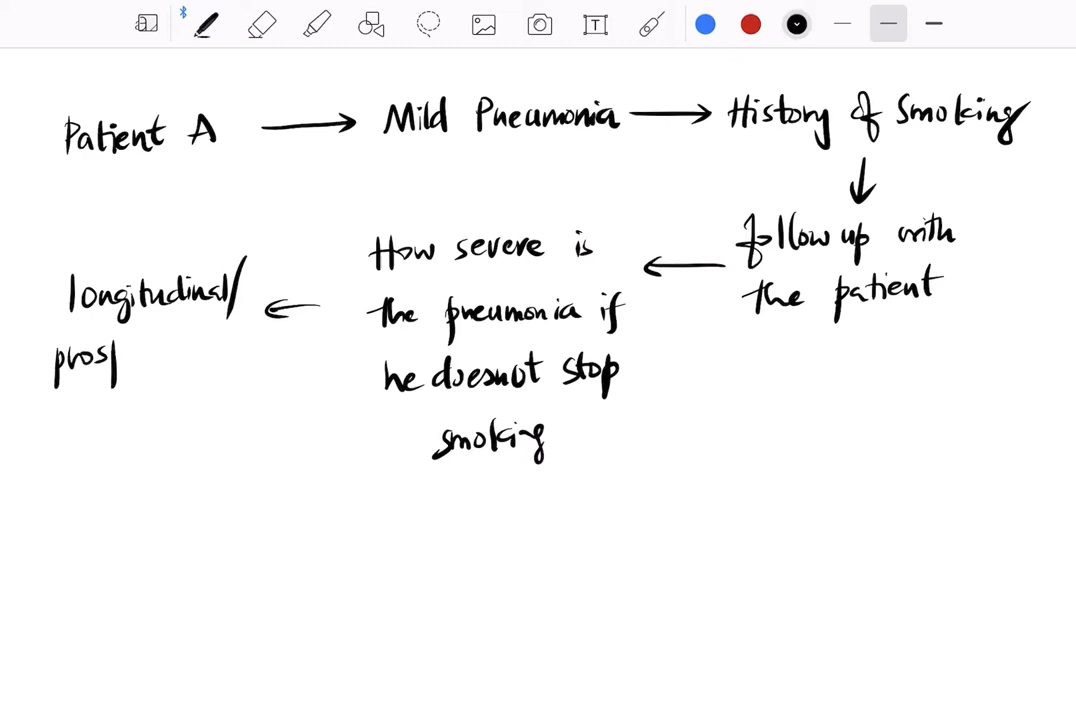 Patient A → Mild Pneumonia → History of Smoking
↓
follow up with
the patient
←
How severe is
the pneumonia if
he doesnot stop
smoking
←
longitudinal/
pros